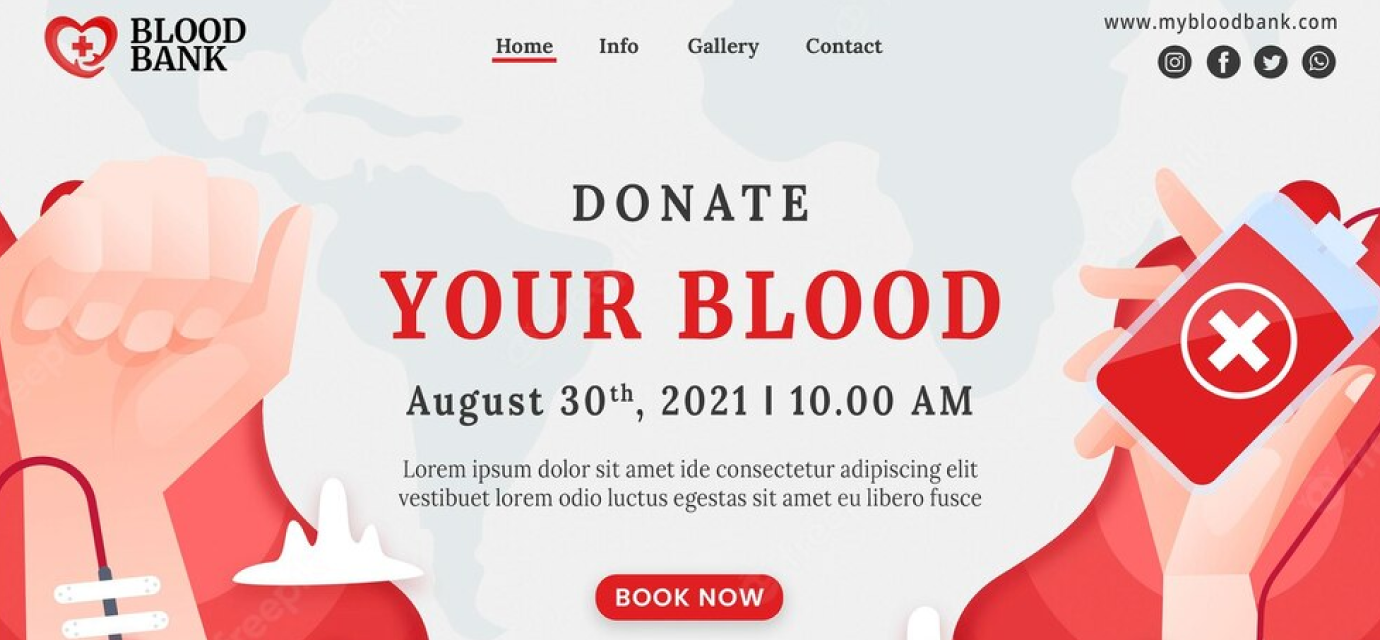 BLOOD
BANK
Home Info Gallery Contact
www.mybloodbank.com
DONATE
YOUR BLOOD
August 30th, 2021 | 10.00 AM
Lorem ipsum dolor sit amet ide consectetur adipiscing elit
vestibuet lorem odio luctus egestas sit amet eu libero fusce
BOOK NOW